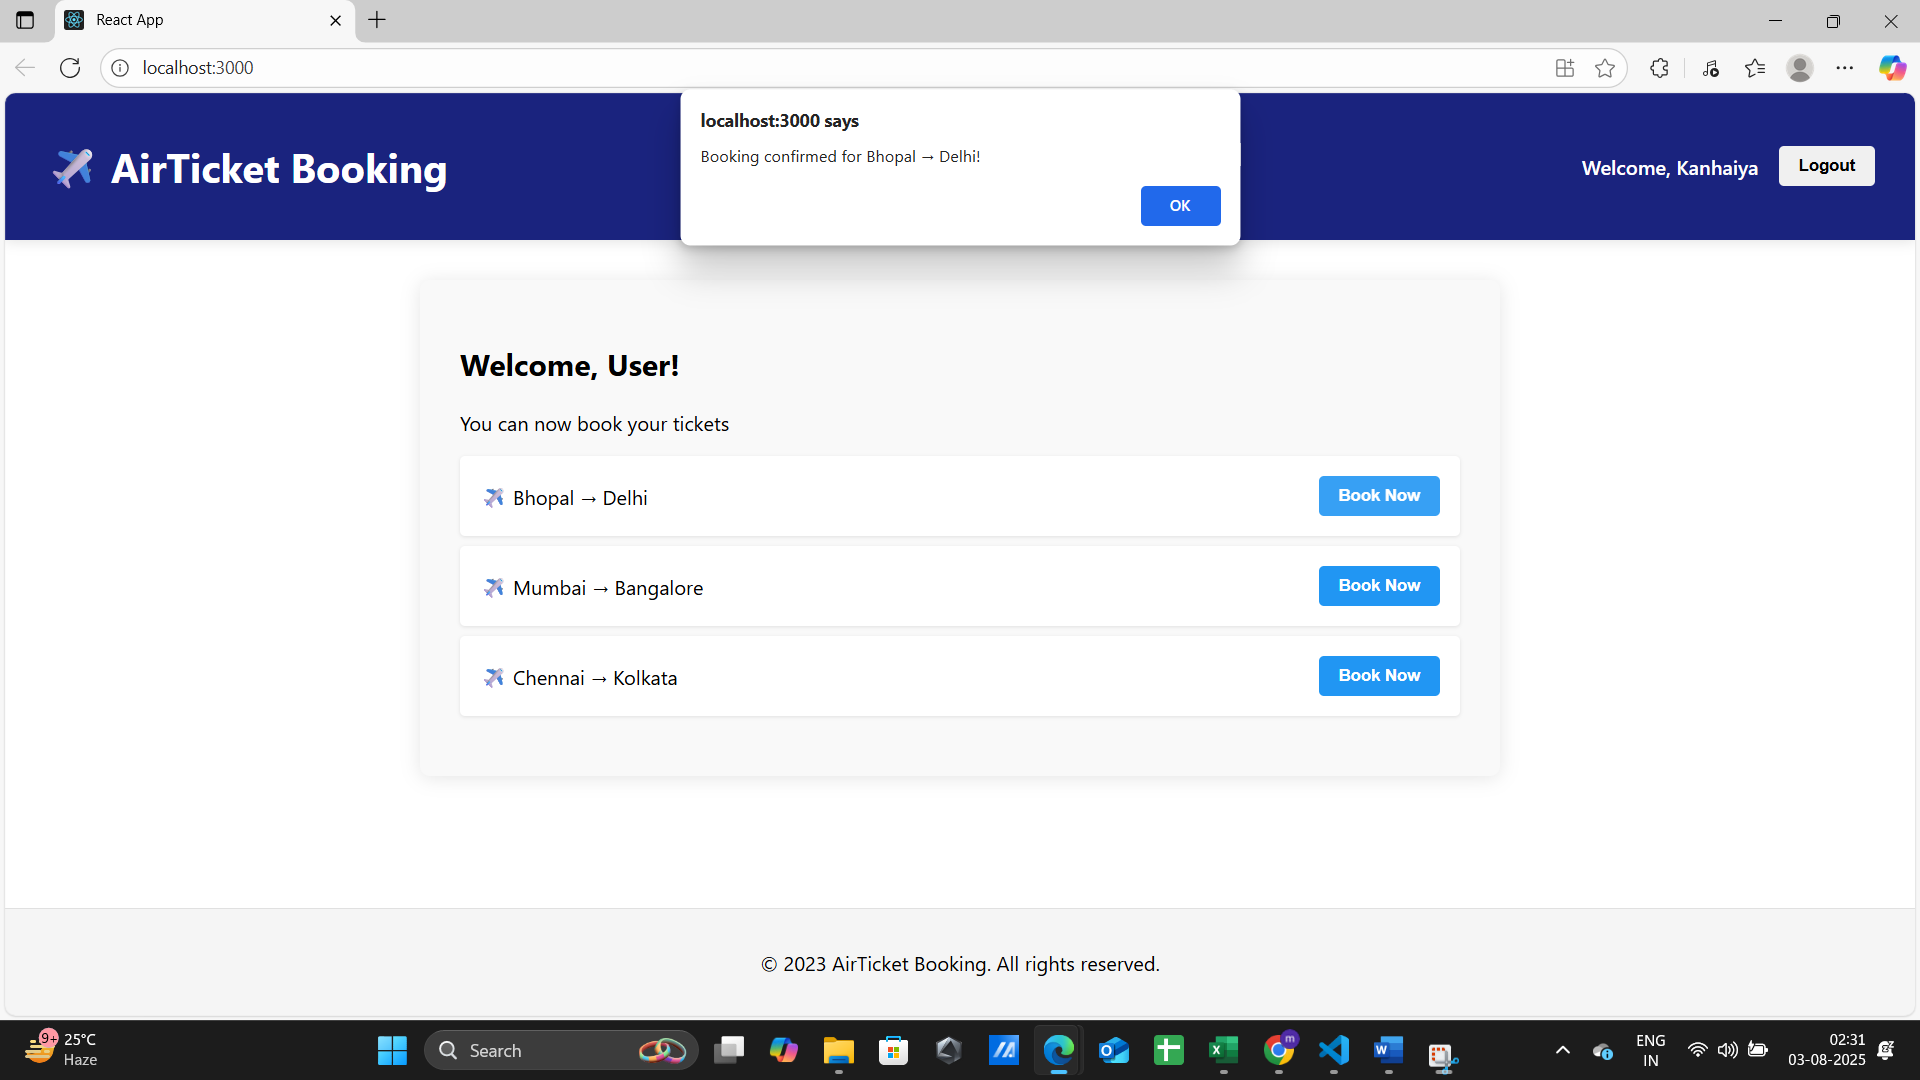 React App
localhost:3000
localhost:3000 says
Booking confirmed for Bhopal → Delhi!
OK
AirTicket Booking
Welcome, Kanhaiya
Logout
Welcome, User!
You can now book your tickets
Bhopal → Delhi
Book Now
Mumbai → Bangalore
Book Now
Chennai → Kolkata
Book Now
© 2023 AirTicket Booking. All rights reserved.
9+
25°C
Haze
Search
m
ENG
IN
02:31
03-08-2025